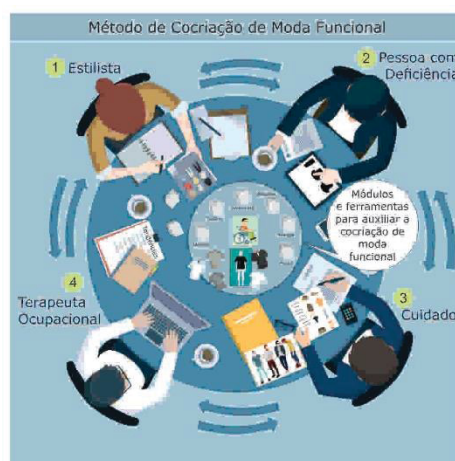 Método de Cocriação de Moda Funcional
1 Estilista
2 Pessoa com
Deficiência
Módulos
e ferramentas
para auxiliar a
cocriação de
moda
funcional
4
Terapeuta
Ocupacional
3
Cuidado